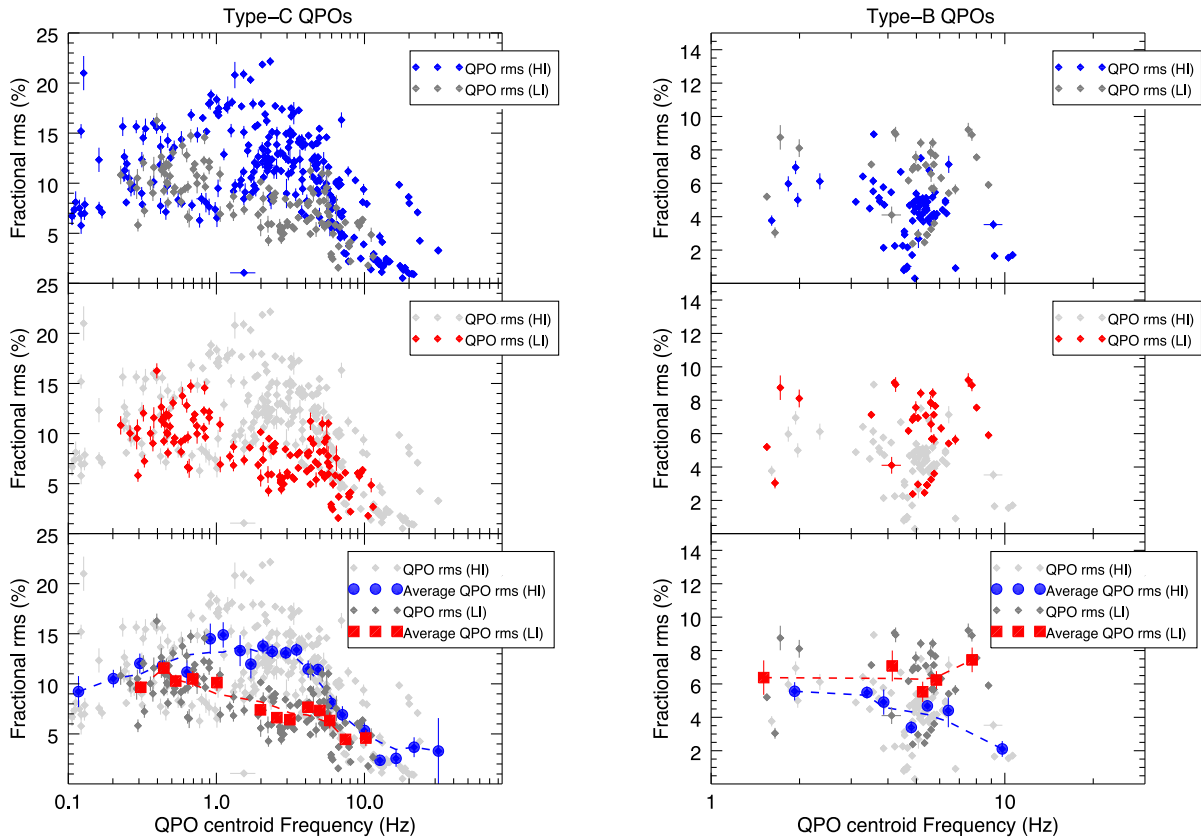 Type-C QPOs
Type-B QPOs
25
20
15
10
5
Fractional rms (%)
QPO rms (HI)
QPO rms (LI)
14
12
10
8
6
4
2
Fractional rms (%)
QPO rms (HI)
QPO rms (LI)
25
20
15
10
5
Fractional rms (%)
QPO rms (HI)
QPO rms (LI)
14
12
10
8
6
4
2
Fractional rms (%)
QPO rms (HI)
QPO rms (LI)
25
20
15
10
5
Fractional rms (%)
QPO rms (HI)
Average QPO rms (HI)
QPO rms (LI)
Average QPO rms (LI)
0.1
1.0
10.0
QPO centroid Frequency (Hz)
14
12
10
8
6
4
2
Fractional rms (%)
QPO rms (HI)
Average QPO rms (HI)
QPO rms (LI)
Average QPO rms (LI)
1
10
QPO centroid Frequency (Hz)